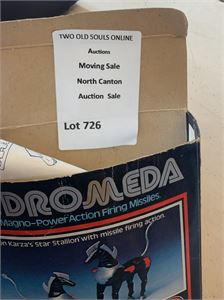 TWO OLD SOULS ONLINE
Auctions
Moving Sale
North Canton
Auction Sale
Lot 726
DROMEDA
Magno-Power Action Firing Missiles.
n Karza's Star Stallion with missile firing action.